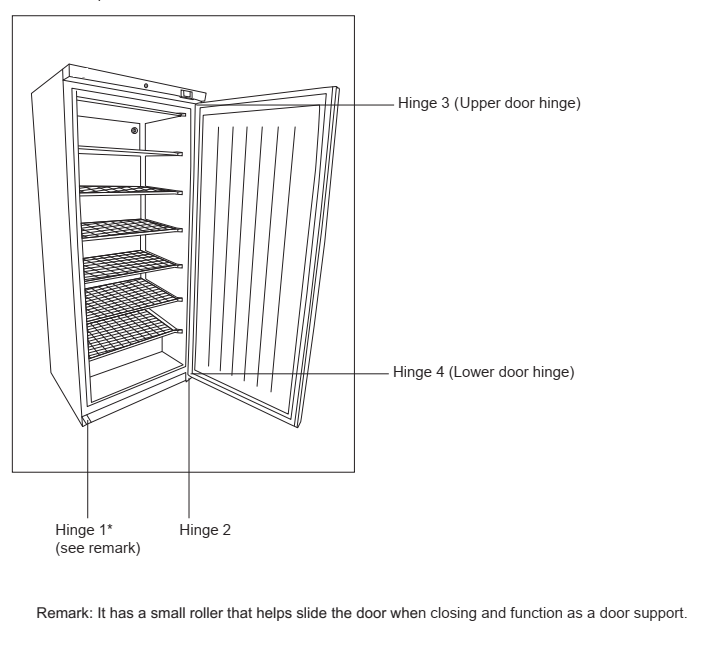 Hinge 3 (Upper door hinge)
Hinge 4 (Lower door hinge)
Hinge 1*
(see remark)
Hinge 2
Remark: It has a small roller that helps slide the door when closing and function as a door support.